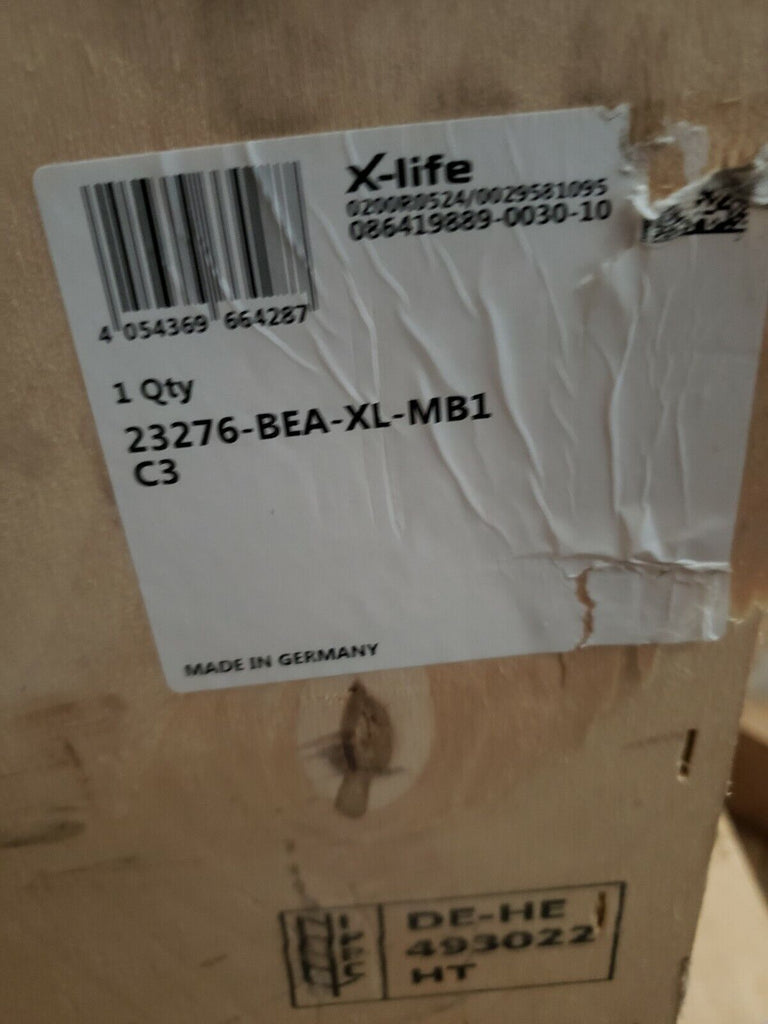 X-life
0200R0524/0029581095
086419889-0030-10
4 054369 664287
1 Qty
23276-BEA-XL-MB1
C3
MADE IN GERMANY
IPPC
DE-HE
493022
HT